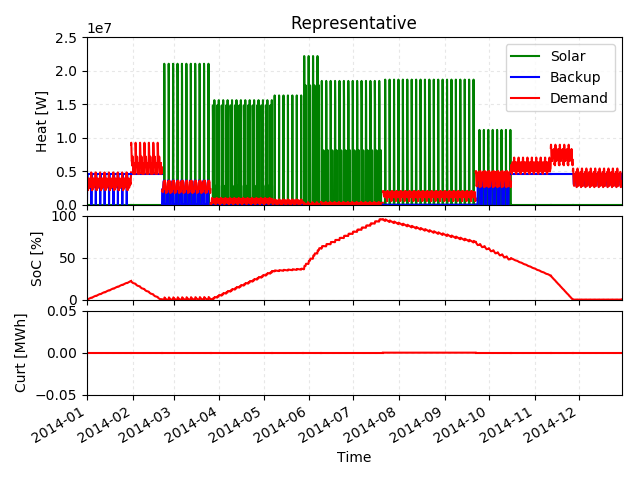 Representative
1e7
2.5
2.0
1.5
1.0
0.5
0.0
Heat [W]
Solar
Backup
Demand
100
50
0
SoC [%]
0.05
0.00
−0.05
Curt [MWh]
2014-01
2014-02
2014-03
2014-04
2014-05
2014-06
2014-07
2014-08
2014-09
2014-10
2014-11
2014-12
Time